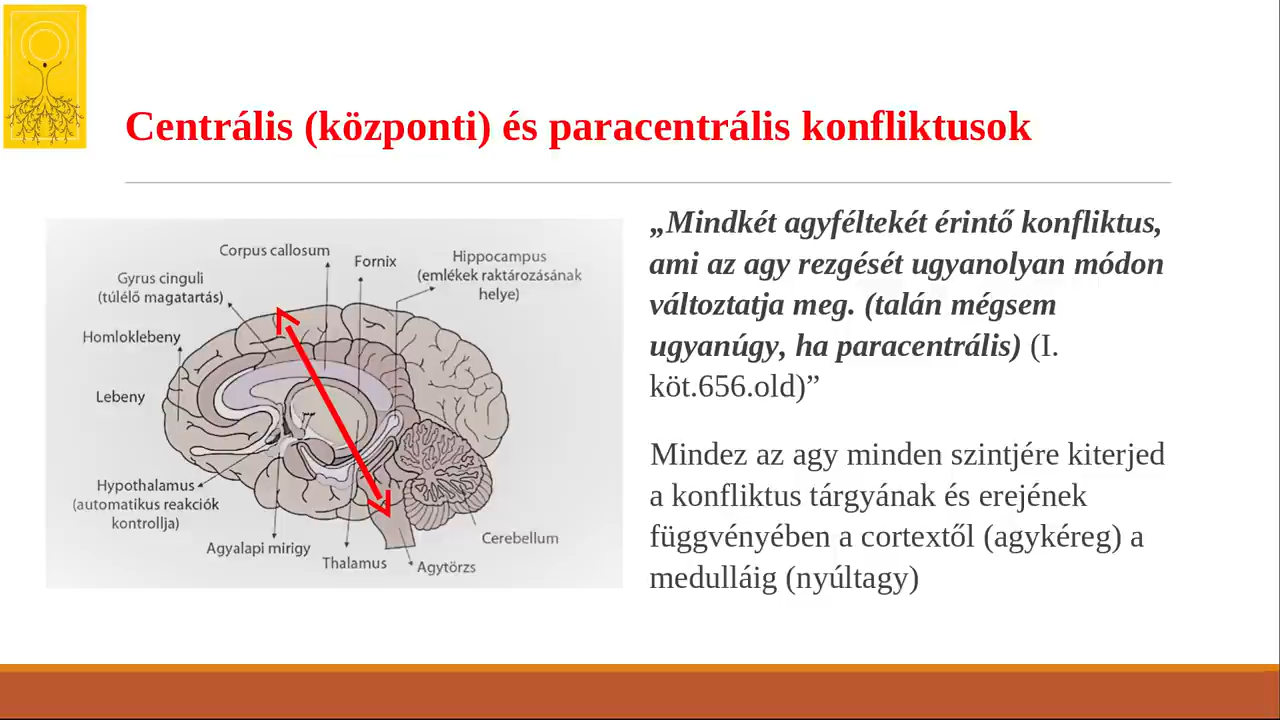 Centrális (központi) és paracentrális konfliktusok
Corpus callosum
Fornix
Hippocampus
(emlékek raktározásának
helye)
Gyrus cinguli
(túlélő magatartás)
Homloklebeny
Lebeny
Hypothalamus
(automatikus reakciók
kontrollja)
Agyalapi mirigy
Thalamus
Agytörzs
Cerebellum
„Mindkét agyféltekét érintő konfliktus,
ami az agy rezgését ugyanolyan módon
változtatja meg. (talán mégsem
ugyanúgy, ha paracentrális) (I.
köt.656.old)”
Mindez az agy minden szintjére kiterjed
a konfliktus tárgyának és erejének
függvényében a cortextől (agykéreg) a
medulláig (nyúltagy)